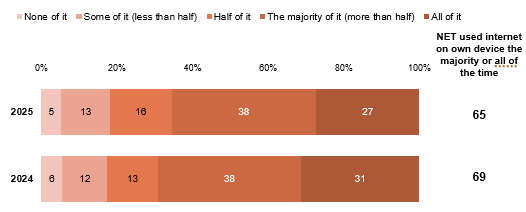 None of it Some of it (less than half) Half of it The majority of it (more than half) All of it
NET used internet
on own device the
majority or all of
the time
0% 20% 40% 60% 80% 100%
2025 5 13 16 38 27 65
2024 6 12 13 38 31 69